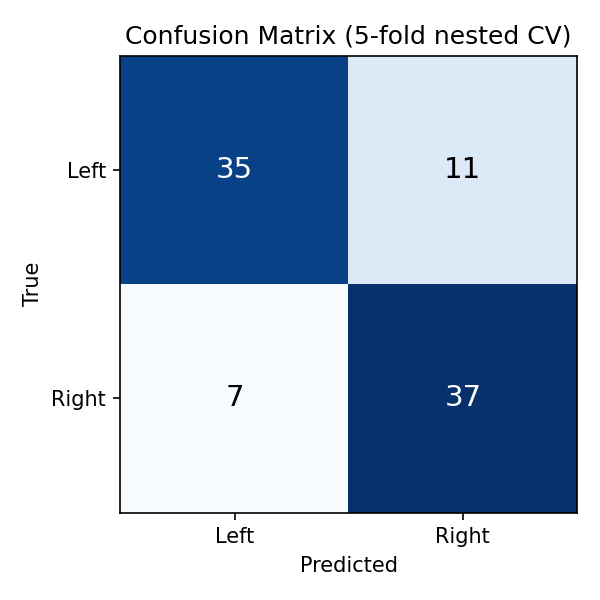 Confusion Matrix (5-fold nested CV)
True
Left
35
11
Right
7
37
Left
Right
Predicted